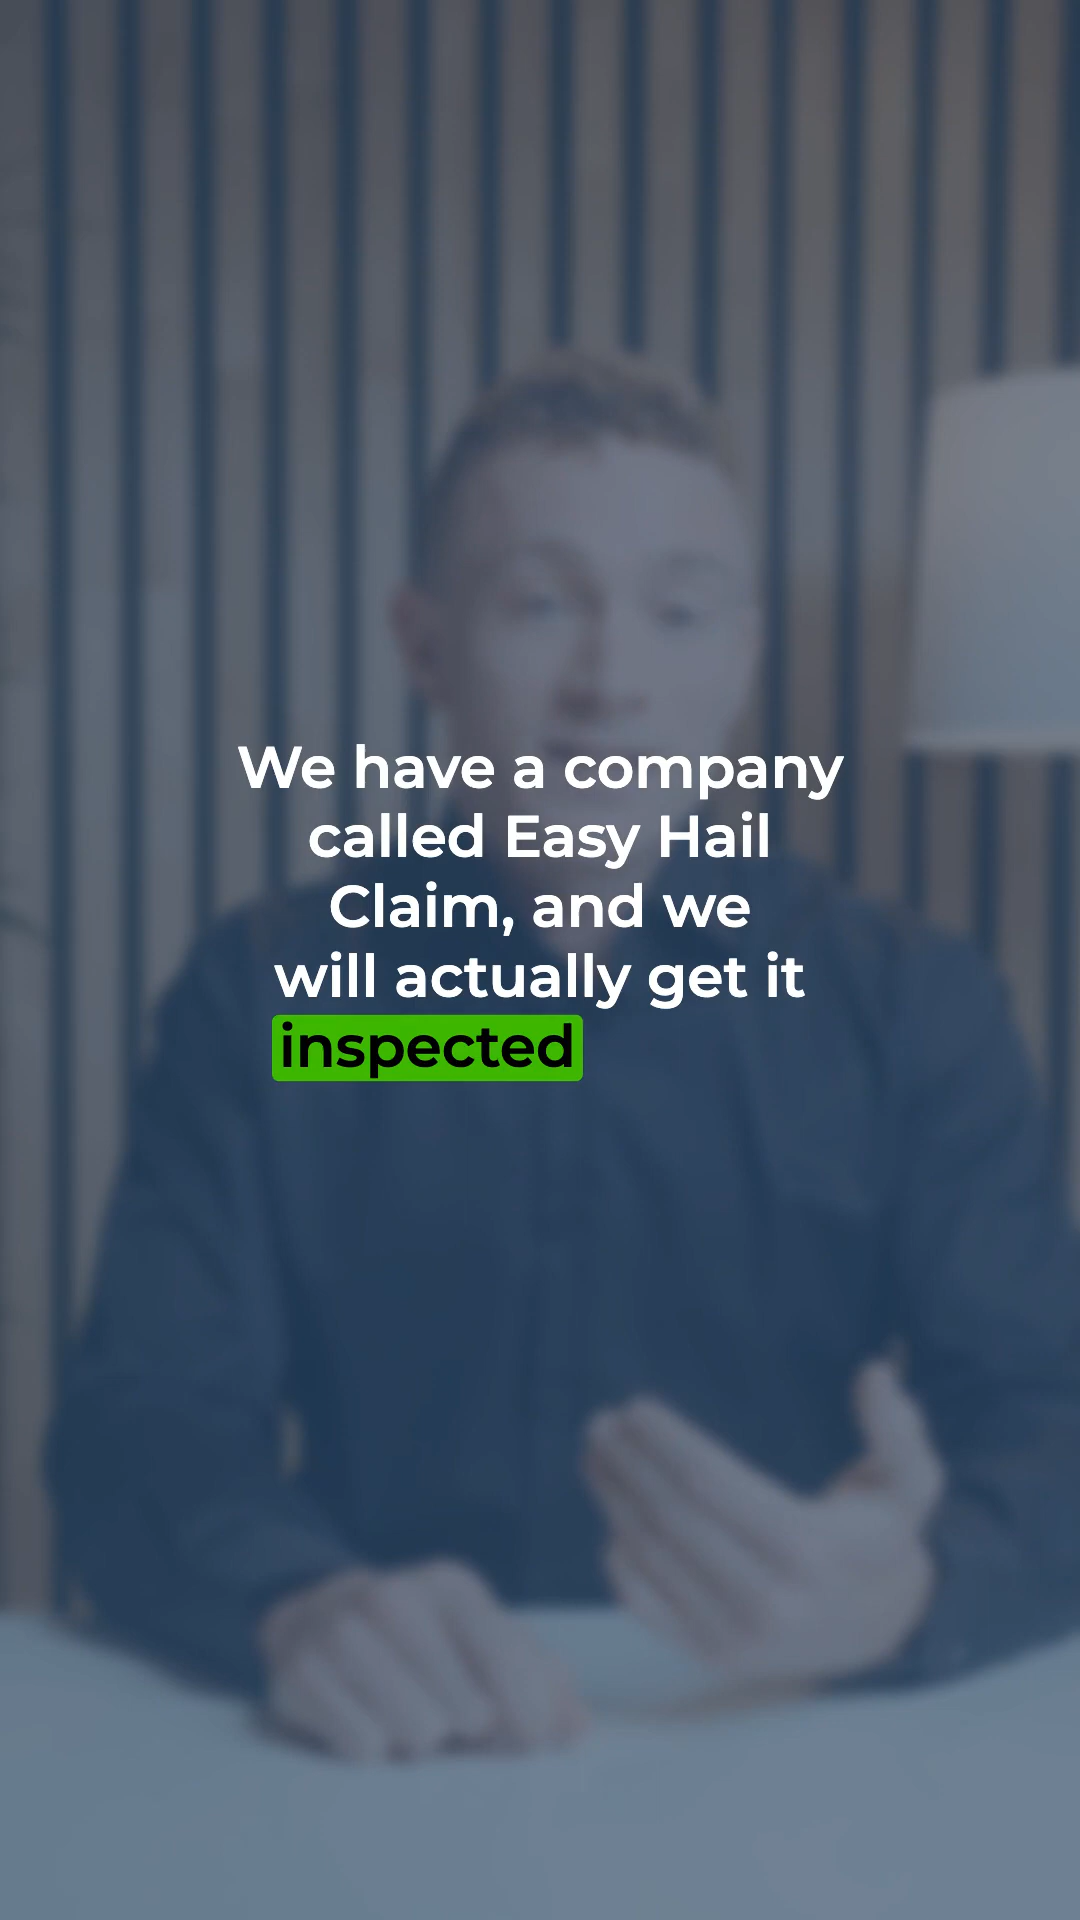 We have a company
called Easy Hail
Claim, and we
will actually get it
inspected